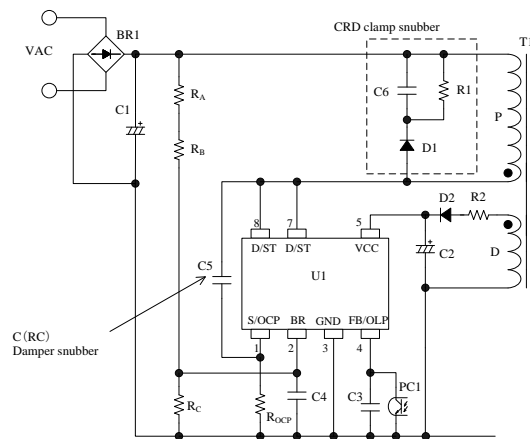 CRD clamp snubber
T1
BR1
VAC
C6
R1
RA
P
C1
D1
RB
D2
R2
8
7
5
D/ST
D/ST
VCC
C5
U1
C2
D
S/OCP
BR
GND
FB/OLP
C(RC)
Damper snubber
1
2
3
4
PC1
RC
ROCP
C4
C3